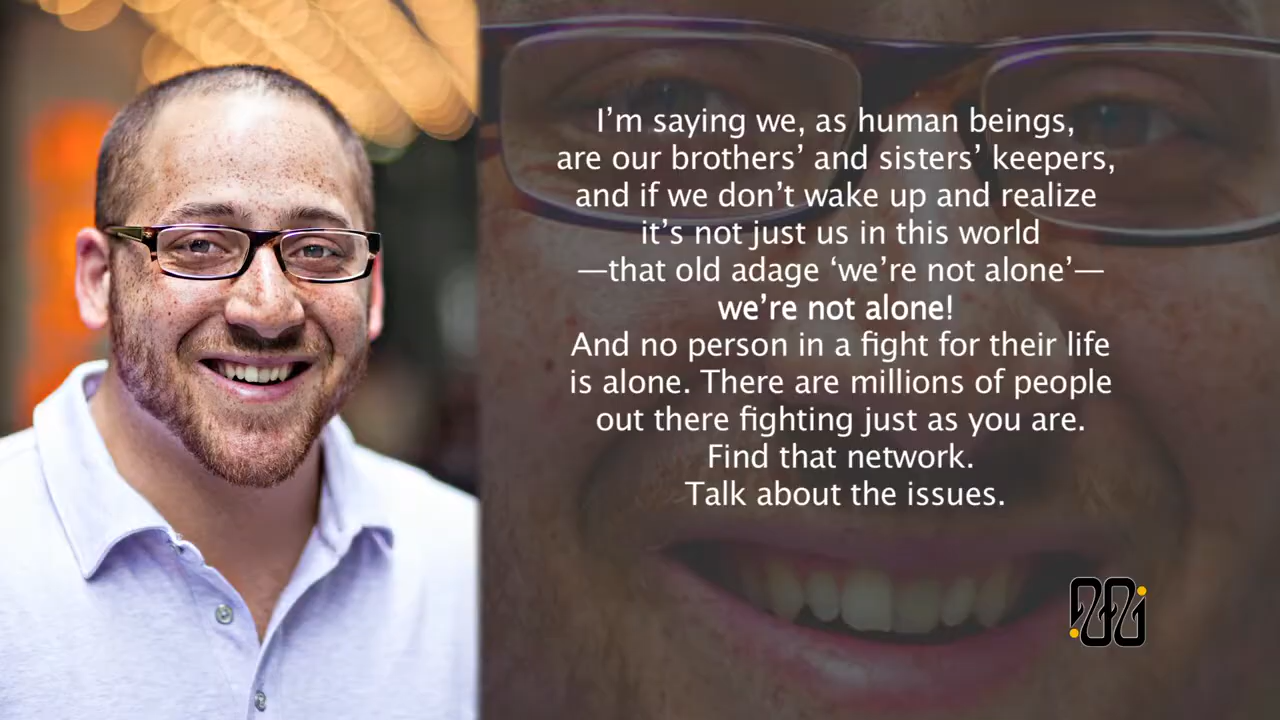 I’m saying we, as human beings,
are our brothers’ and sisters’ keepers,
and if we don’t wake up and realize
it’s not just us in this world
—that old adage ‘we’re not alone’—
we’re not alone!
And no person in a fight for their life
is alone. There are millions of people
out there fighting just as you are.
Find that network.
Talk about the issues.